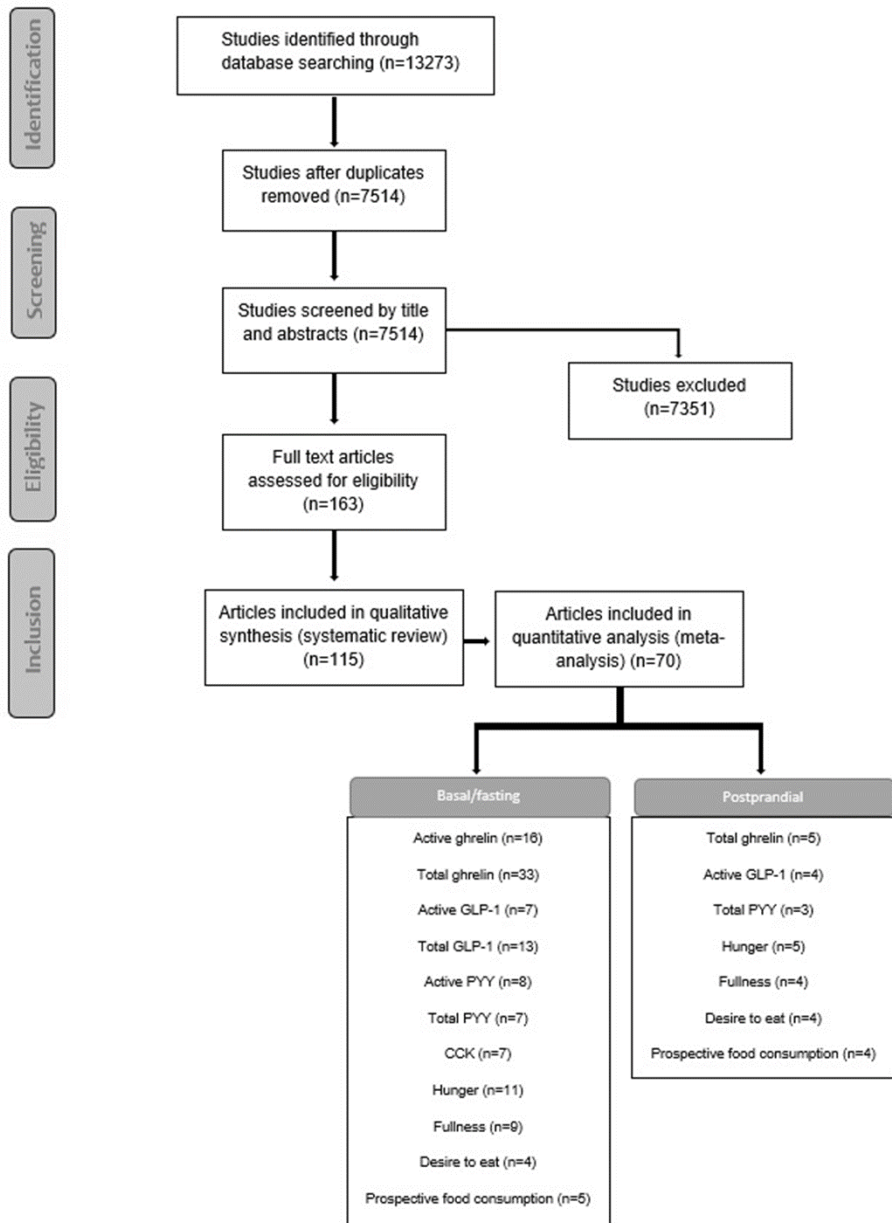 Identification
Studies identified through
database searching (n=13273)
Studies after duplicates
removed (n=7514)
Screening
Studies screened by title
and abstracts (n=7514)
Studies excluded
(n=7351)
Eligibility
Full text articles
assessed for eligibility
(n=163)
Inclusion
Articles included in qualitative
synthesis (systematic review)
(n=115)
Articles included in
quantitative analysis (meta-
analysis) (n=70)
Basal/fasting
Active ghrelin (n=16)
Total ghrelin (n=33)
Active GLP-1 (n=7)
Total GLP-1 (n=13)
Active PYY (n=8)
Total PYY (n=7)
CCK (n=7)
Hunger (n=11)
Fullness (n=9)
Desire to eat (n=4)
Prospective food consumption (n=5)
Postprandial
Total ghrelin (n=5)
Active GLP-1 (n=4)
Total PYY (n=3)
Hunger (n=5)
Fullness (n=4)
Desire to eat (n=4)
Prospective food consumption (n=4)